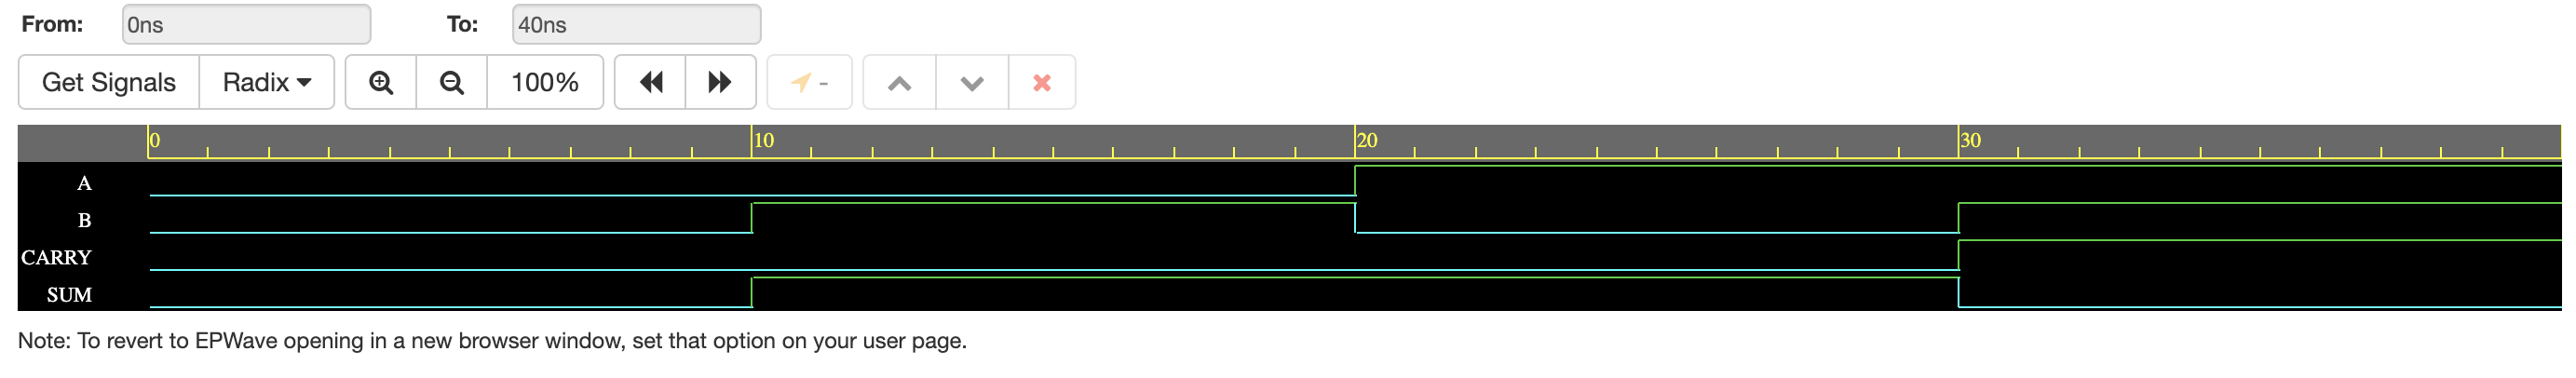 From: 0ns To: 40ns
Get Signals Radix 100% -
0 10 20 30
A
B
CARRY
SUM
Note: To revert to EPWave opening in a new browser window, set that option on your user page.